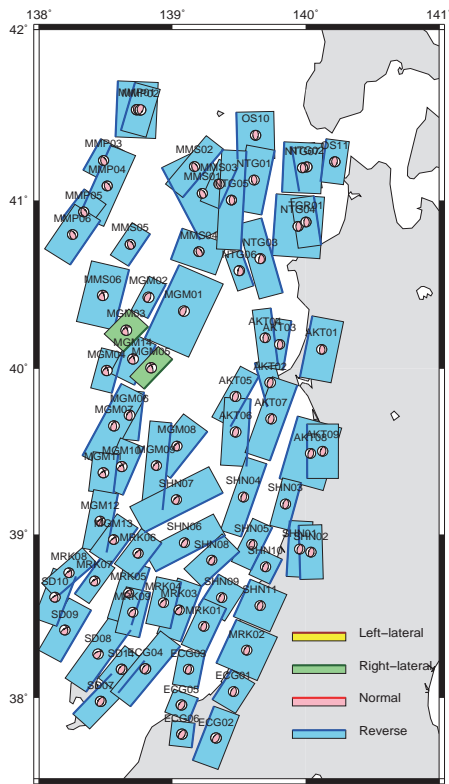 138° 139° 140° 141°
42°
41°
40°
39°
38°
MMP02
OS10
MMP03
MMS02
NTG01
OS11
MMP04
MMS03
MMS01
NTG05
MMP05
TGR01
NTG04
MMP06
MMS05
MMS04
NTG03
NTG06
MMS06
MGM02
MGM01
MGM03
AKT04
AKT03
AKT01
MGM14
MGM04
MGM05
AKT02
AKT05
MGM06
AKT07
MGM07
AKT06
MGM08
AKT08
AKT09
MGM10
MGM09
MGM11
SHN07
SHN04
SHN03
MGM12
MGM13
SHN06
SHN05
SHN02
MRK06
SHN08
SHN10
MRK08
MRK07
SD10
MRK05
MRK04
MRK03
SHN09
SHN11
MRK09
SD09
MRK01
MRK02
SD08
ECG04
ECG03
SD07
ECG01
ECG05
ECG06
ECG02
Left-lateral
Right-lateral
Normal
Reverse